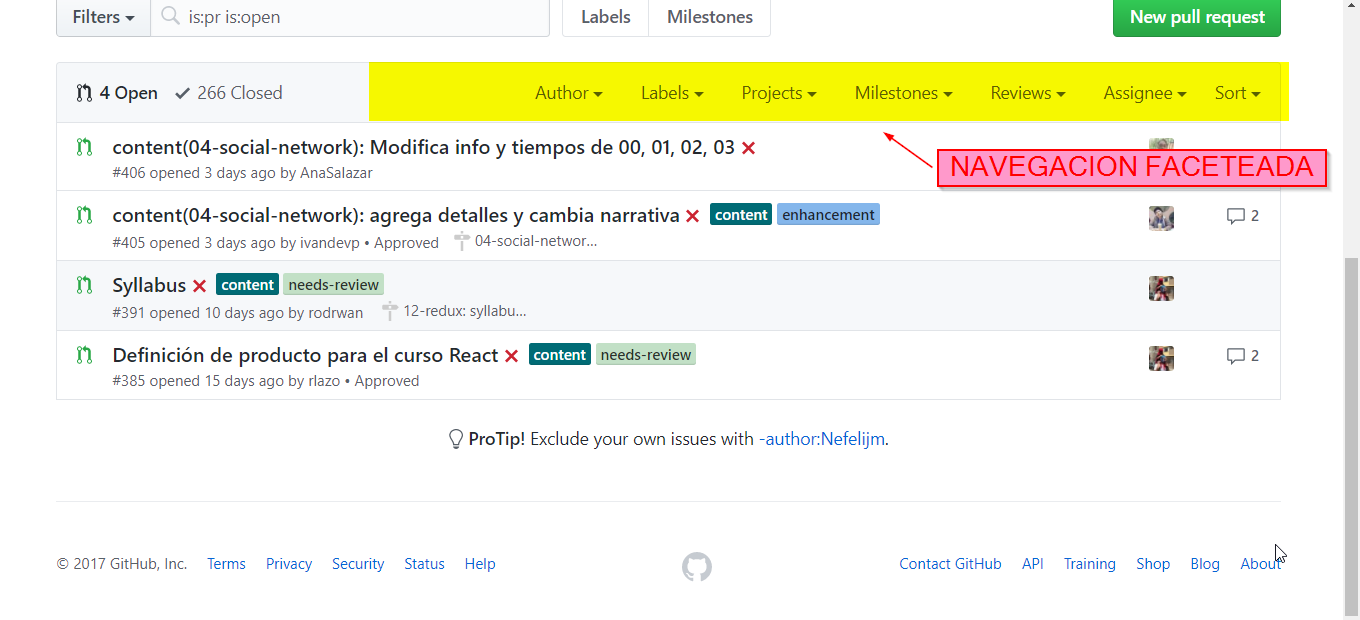 Filters is:pr is:open Labels Milestones New pull request
4 Open 266 Closed Author Labels Projects Milestones Reviews Assignee Sort
content(04-social-network): Modifica info y tiempos de 00, 01, 02, 03
#406 opened 3 days ago by AnaSalazar
NAVEGACION FACETEADA
content(04-social-network): agrega detalles y cambia narrativa content enhancement 2
#405 opened 3 days ago by ivandevp • Approved 04-social-networ...
Syllabus content needs-review
#391 opened 10 days ago by rodrwan 12-redux: syllabu...
Definición de producto para el curso React content needs-review 2
#385 opened 15 days ago by rlazo • Approved
ProTip! Exclude your own issues with -author:Nefelijm.
© 2017 GitHub, Inc. Terms Privacy Security Status Help Contact GitHub API Training Shop Blog About